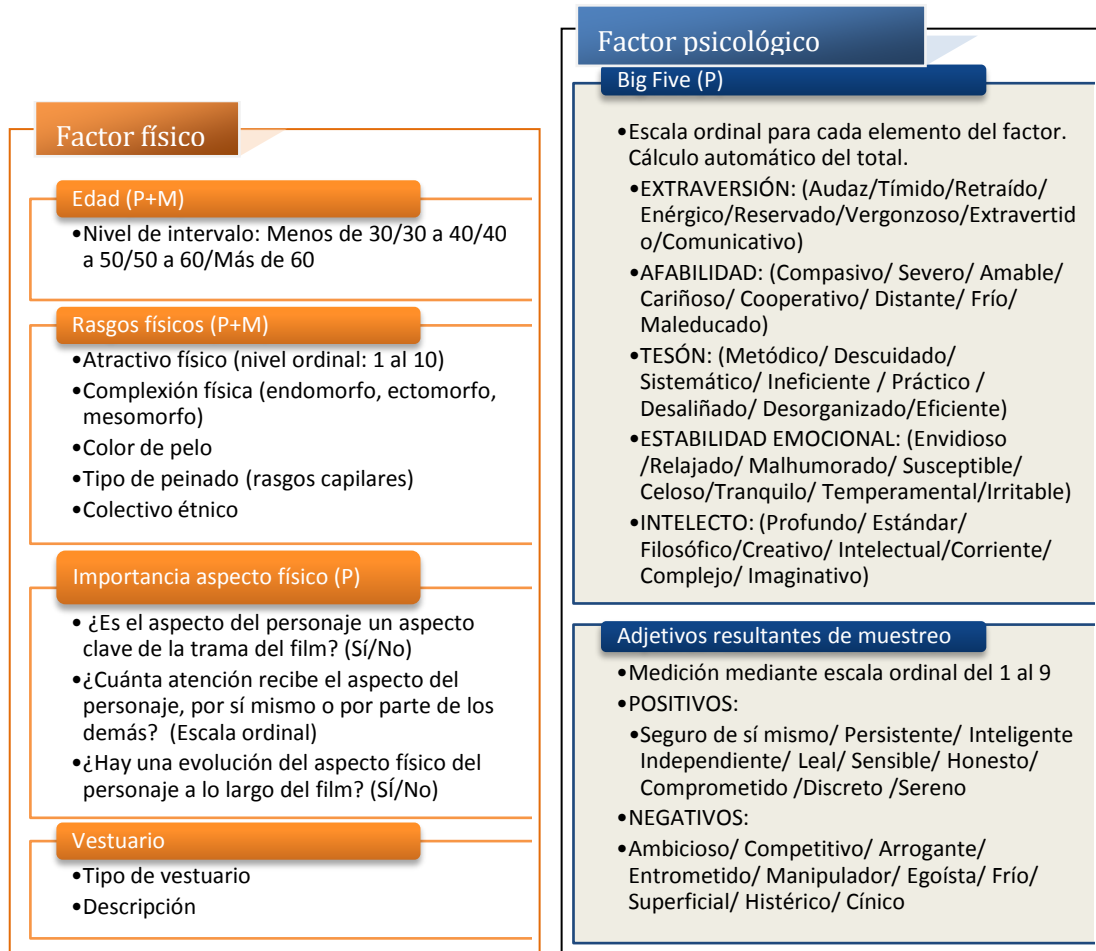 Factor físico
Edad (P+M)
•Nivel de intervalo: Menos de 30/30 a 40/40
a 50/50 a 60/Más de 60
Rasgos físicos (P+M)
•Atractivo físico (nivel ordinal: 1 al 10)
•Complexión física (endomorfo, ectomorfo,
mesomorfo)
•Color de pelo
•Tipo de peinado (rasgos capilares)
•Colectivo étnico
Importancia aspecto físico (P)
• ¿Es el aspecto del personaje un aspecto
clave de la trama del film? (Sí/No)
•¿Cuánta atención recibe el aspecto del
personaje, por sí mismo o por parte de los
demás?  (Escala ordinal)
•¿Hay una evolución del aspecto físico del
personaje a lo largo del film? (SÍ/No)
Vestuario
•Tipo de vestuario
•Descripción
Factor psicológico
Big Five (P)
•Escala ordinal para cada elemento del factor.
Cálculo automático del total.
•EXTRAVERSIÓN: (Audaz/Tímido/Retraído/
Enérgico/Reservado/Vergonzoso/Extravertid
o/Comunicativo)
•AFABILIDAD: (Compasivo/ Severo/ Amable/
Cariñoso/ Cooperativo/ Distante/ Frío/
Maleducado)
•TESÓN: (Metódico/ Descuidado/
Sistemático/ Ineficiente / Práctico /
Desaliñado/ Desorganizado/Eficiente)
•ESTABILIDAD EMOCIONAL: (Envidioso
/Relajado/ Malhumorado/ Susceptible/
Celoso/Tranquilo/ Temperamental/Irritable)
•INTELECTO: (Profundo/ Estándar/
Filosófico/Creativo/ Intelectual/Corriente/
Complejo/ Imaginativo)
Adjetivos resultantes de muestreo
•Medición mediante escala ordinal del 1 al 9
•POSITIVOS:
•Seguro de sí mismo/ Persistente/ Inteligente
Independiente/ Leal/ Sensible/ Honesto/
Comprometido /Discreto /Sereno
•NEGATIVOS:
•Ambicioso/ Competitivo/ Arrogante/
Entrometido/ Manipulador/ Egoísta/ Frío/
Superficial/ Histérico/ Cínico